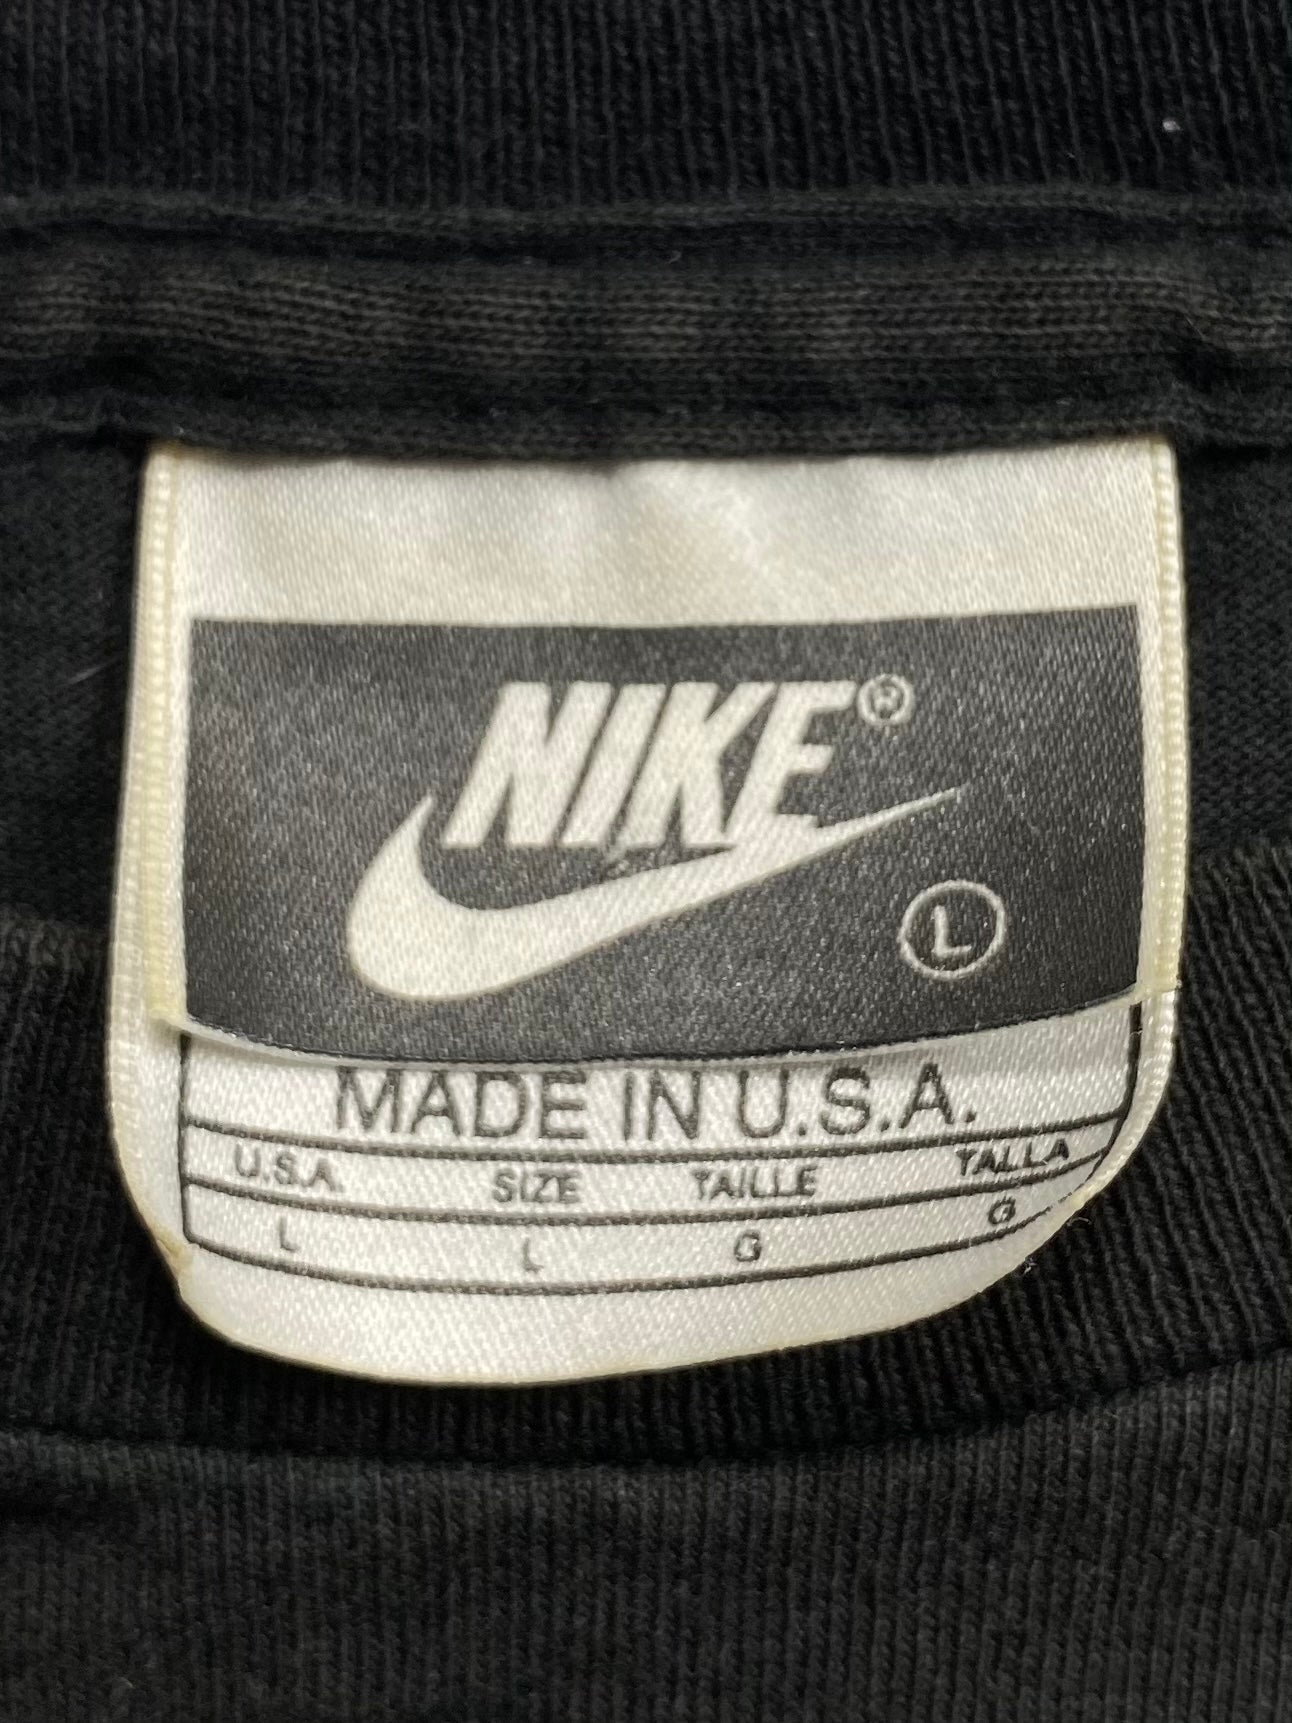 NIKE®
L
MADE IN U.S.A.
U.S.A. SIZE TAILLE TALLA
L L G G